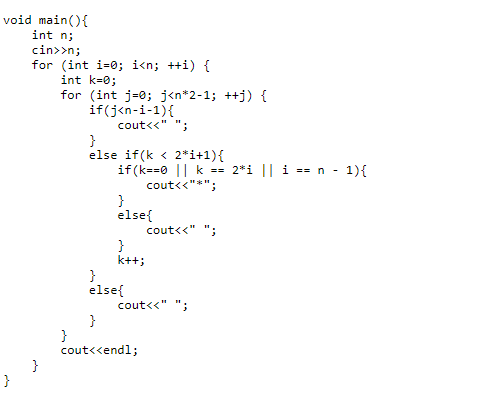 void main(){
    int n;
    cin>>n;
    for (int i=0; i<n; ++i) {
        int k=0;
        for (int j=0; j<n*2-1; ++j) {
            if(j<n-i-1){
                cout<<" ";
            }
            else if(k < 2*i+1){
                if(k==0 || k == 2*i || i == n - 1){
                    cout<<"*";
                }
                else{
                    cout<<" ";
                }
                k++;
            }
            else{
                cout<<" ";
            }
        }
        cout<<endl;
    }
}